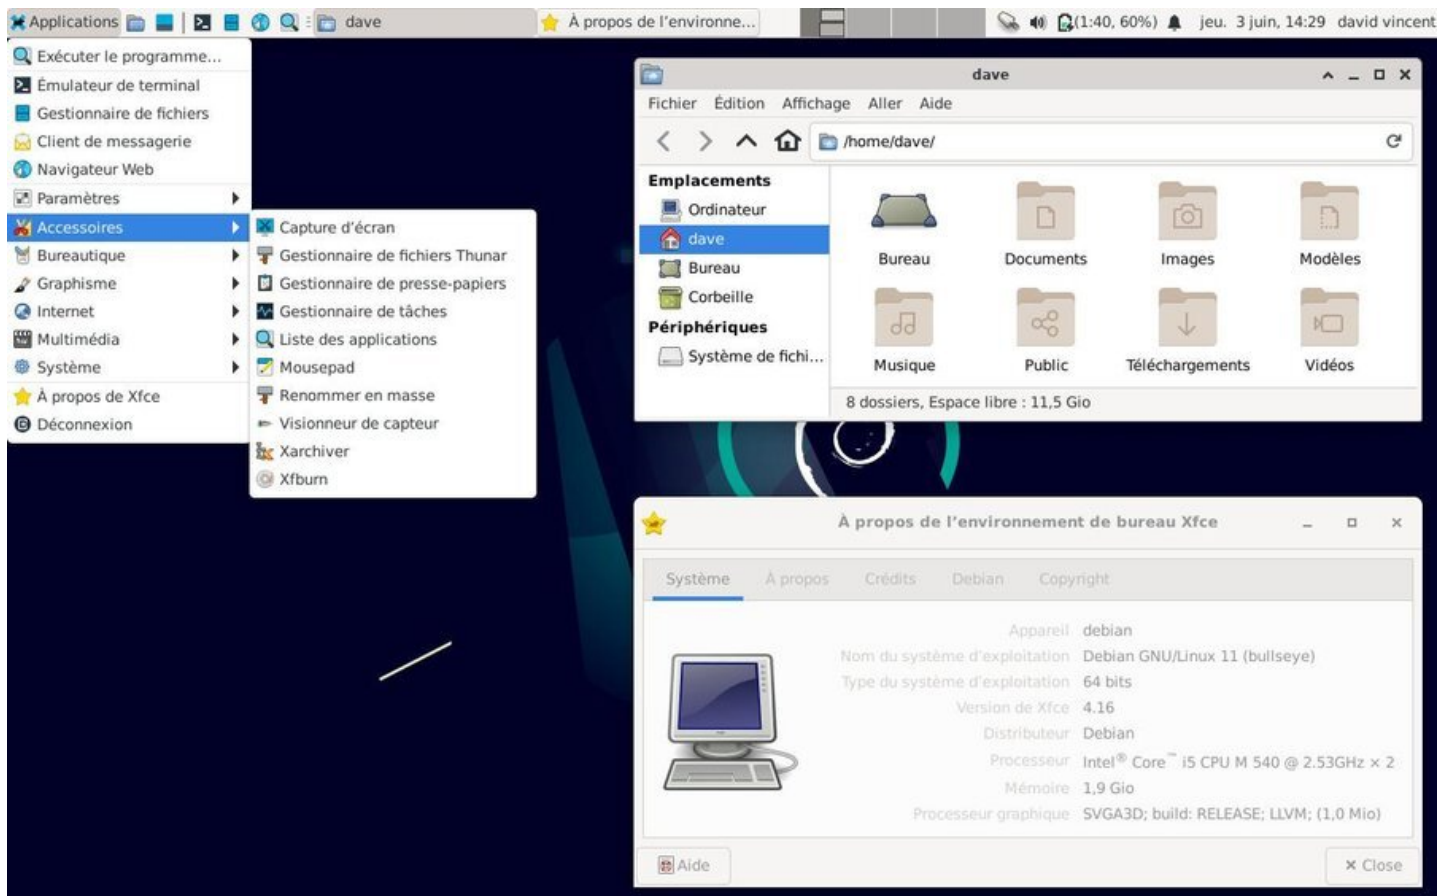 Applications dave À propos de l'environne... (1:40, 60%) jeu. 3 juin, 14:29 david vincent
Exécuter le programme...
Émulateur de terminal
Gestionnaire de fichiers
Client de messagerie
Navigateur Web
Paramètres
Accessoires
Bureautique
Graphisme
Internet
Multimédia
Système
À propos de Xfce
Déconnexion
Capture d'écran
Gestionnaire de fichiers Thunar
Gestionnaire de presse-papiers
Gestionnaire de tâches
Liste des applications
Mousepad
Renommer en masse
Visionneur de capteur
Xarchiver
Xfburn
dave
Fichier Édition Affichage Aller Aide
/home/dave/
Emplacements
Ordinateur
dave
Bureau
Corbeille
Périphériques
Système de fichi...
Bureau Documents Images Modèles
Musique Public Téléchargements Vidéos
8 dossiers, Espace libre : 11,5 Gio
À propos de l'environnement de bureau Xfce
Système À propos Crédits Debian Copyright
Appareil debian
Nom du système d'exploitation Debian GNU/Linux 11 (bullseye)
Type du système d'exploitation 64 bits
Version de Xfce 4.16
Distributeur Debian
Processeur Intel® Core™ i5 CPU M 540 @ 2.53GHz × 2
Mémoire 1,9 Gio
Processeur graphique SVGA3D; build: RELEASE; LLVM; (1,0 Mio)
Aide Close